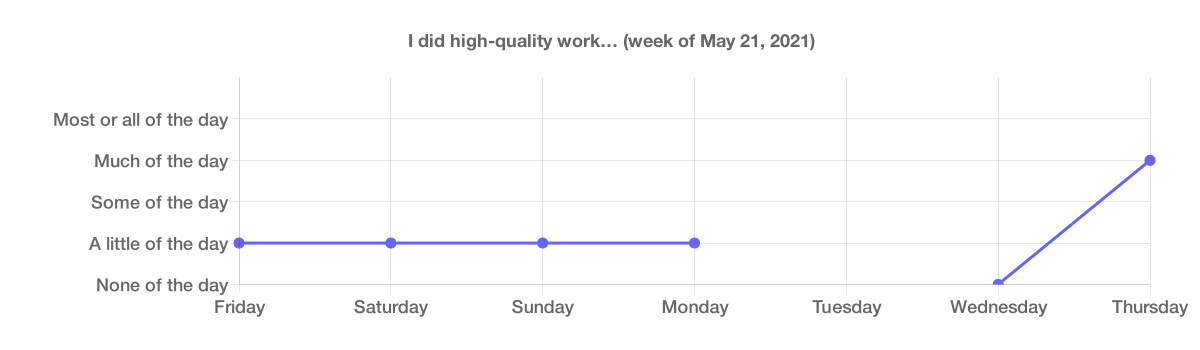 I did high-quality work… (week of May 21, 2021)
Most or all of the day
Much of the day
Some of the day
A little of the day
None of the day
Friday Saturday Sunday Monday Tuesday Wednesday Thursday